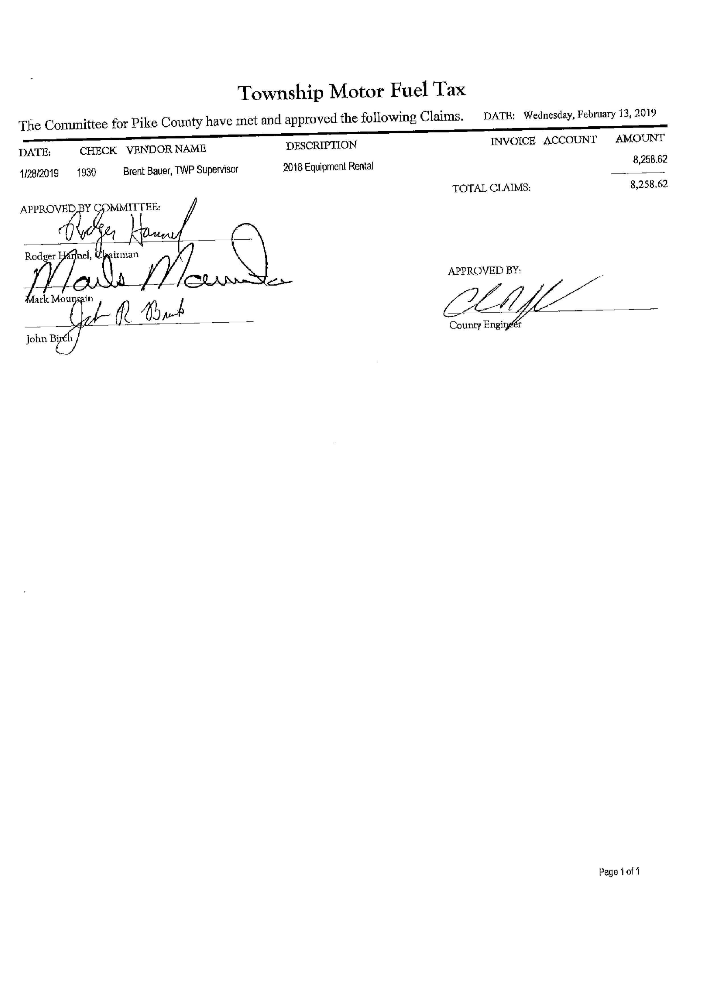 Township Motor Fuel Tax
The Committee for Pike County have met and approved the following Claims. DATE: Wednesday, February 13, 2019
DATE: CHECK VENDOR NAME DESCRIPTION INVOICE ACCOUNT AMOUNT
1/28/2019 1930 Brent Bauer, TWP Supervisor 2018 Equipment Rental 8,258.62
TOTAL CLAIMS: 8,258.62
APPROVED BY COMMITTEE:
Rodger Hannel
Rodger Hannel, Chairman
Mark Mountain
APPROVED BY:
Mark Mountain
John R
County Engineer
John Birch
Page 1 of 1